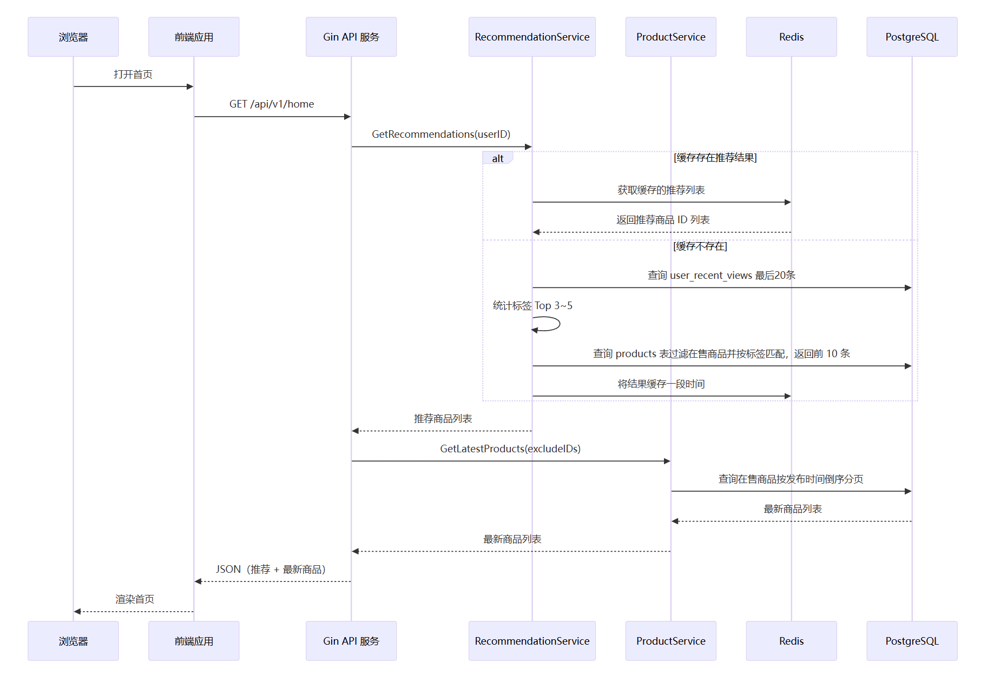 浏览器
前端应用
Gin API 服务
RecommendationService
ProductService
Redis
PostgreSQL
打开首页
GET /api/v1/home
GetRecommendations(userID)
alt
[缓存存在推荐结果]
获取缓存的推荐列表
返回推荐商品 ID 列表
[缓存不存在]
查询 user_recent_views 最后20条
统计标签 Top 3~5
查询 products 表过滤在售商品并按标签匹配，返回前 10 条
将结果缓存一段时间
推荐商品列表
GetLatestProducts(excludeIDs)
查询在售商品按发布时间倒序分页
最新商品列表
最新商品列表
JSON（推荐 + 最新商品）
渲染首页
浏览器
前端应用
Gin API 服务
RecommendationService
ProductService
Redis
PostgreSQL